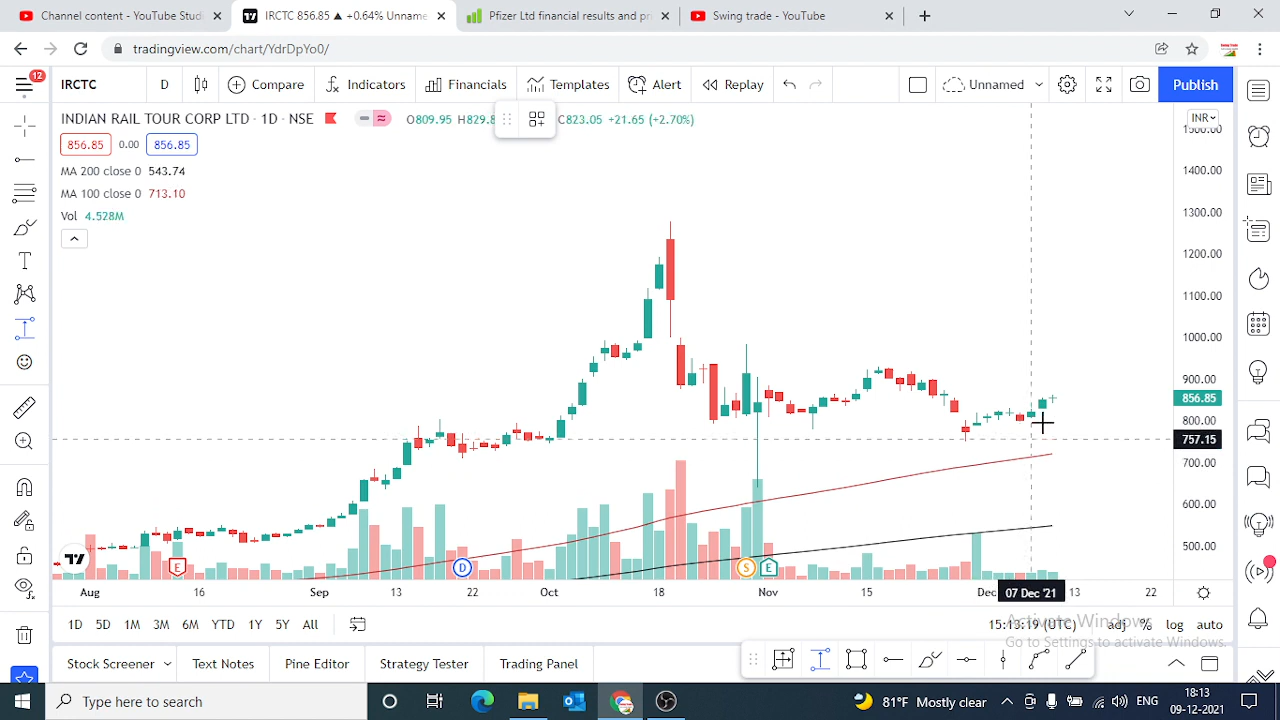 Content - YouTube Studi
IRCTC 856.85 ▲ +0.64% Unname
Pfizer Ltd financial results and pr
Swing trade - YouTube
tradingview.com/chart/YdrDpYo0/
12
IRCTC
D
Compare
Indicators
Financials
Templates
Alert
Replay
Unnamed
Publish
INDIAN RAIL TOUR CORP LTD · 1D · NSE
O809.95 H829.8 C823.05 +21.65 (+2.70%)
INR
856.85
0.00
856.85
MA 200 close 0 543.74
MA 100 close 0 713.10
Vol 4.528M
1500.00
1400.00
1300.00
1200.00
1100.00
1000.00
900.00
856.85
800.00
757.15
700.00
600.00
500.00
E
D
S
E
Aug
16
Sep
13
22
Oct
18
Nov
15
Dec
07 Dec '21
13
22
1D
5D
1M
3M
6M
YTD
1Y
5Y
All
15:43:19 (UTC)
adj
%
log
auto
Activate Windows
Go to Settings to activate Windows.
Stock Screener
Text Notes
Pine Editor
Strategy Tester
Trading Panel
Type here to search
81°F Mostly clear
ENG
18:13
09-12-2021